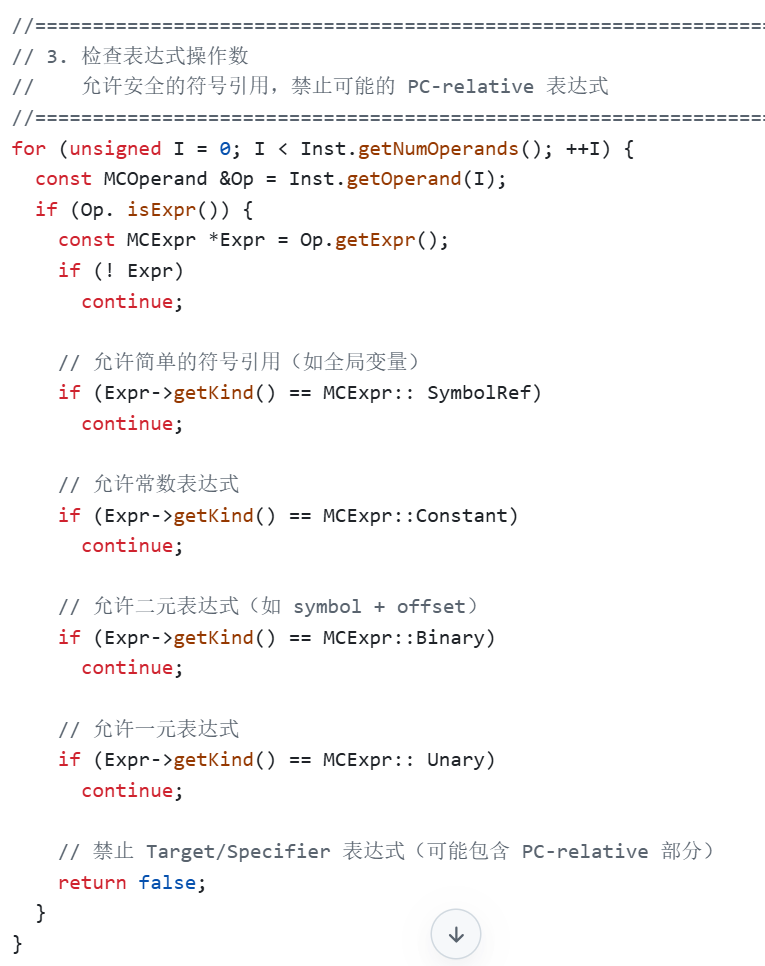 //================================================================
// 3. 检查表达式操作数
//    允许安全的符号引用，禁止可能的 PC-relative 表达式
//================================================================
for (unsigned I = 0; I < Inst.getNumOperands(); ++I) {
  const MCOperand &Op = Inst.getOperand(I);
  if (Op. isExpr()) {
    const MCExpr *Expr = Op.getExpr();
    if (! Expr)
      continue;

    // 允许简单的符号引用（如全局变量）
    if (Expr->getKind() == MCExpr:: SymbolRef)
      continue;

    // 允许常数表达式
    if (Expr->getKind() == MCExpr::Constant)
      continue;

    // 允许二元表达式（如 symbol + offset）
    if (Expr->getKind() == MCExpr::Binary)
      continue;

    // 允许一元表达式
    if (Expr->getKind() == MCExpr:: Unary)
      continue;

    // 禁止 Target/Specifier 表达式（可能包含 PC-relative 部分）
    return false;
  }
}